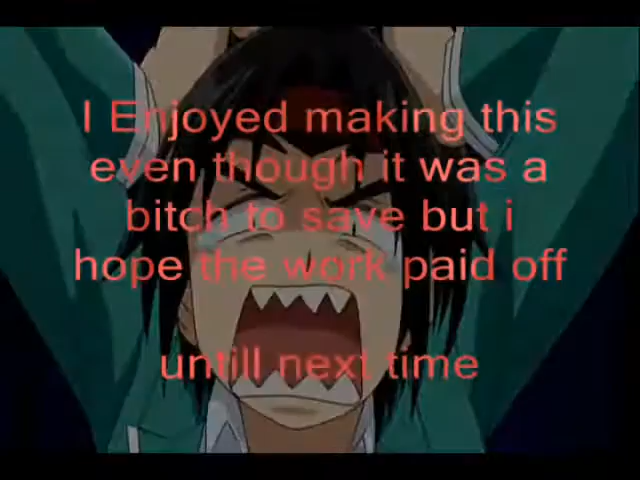 I Enjoyed making this
even though it was a
bitch to save but i
hope the work paid off
untill next time